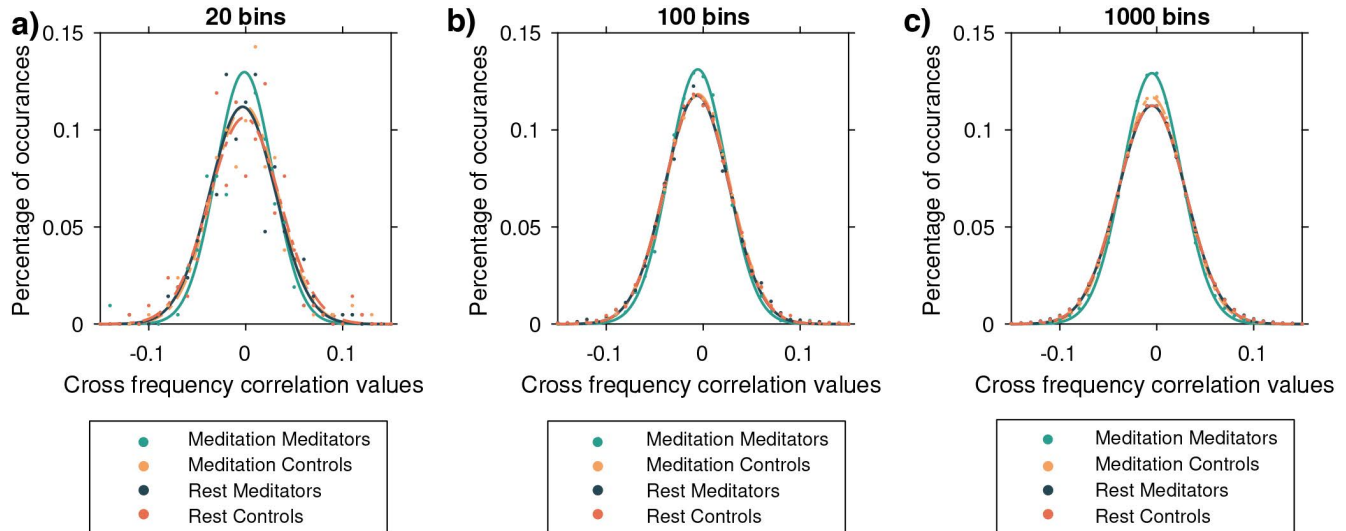 a)
20 bins
Percentage of occurances
0.15
0.1
0.05
0
-0.1
0
0.1
Cross frequency correlation values
Meditation Meditators
Meditation Controls
Rest Meditators
Rest Controls
b)
100 bins
Percentage of occurances
0.15
0.1
0.05
0
-0.1
0
0.1
Cross frequency correlation values
Meditation Meditators
Meditation Controls
Rest Meditators
Rest Controls
c)
1000 bins
Percentage of occurances
0.15
0.1
0.05
0
-0.1
0
0.1
Cross frequency correlation values
Meditation Meditators
Meditation Controls
Rest Meditators
Rest Controls